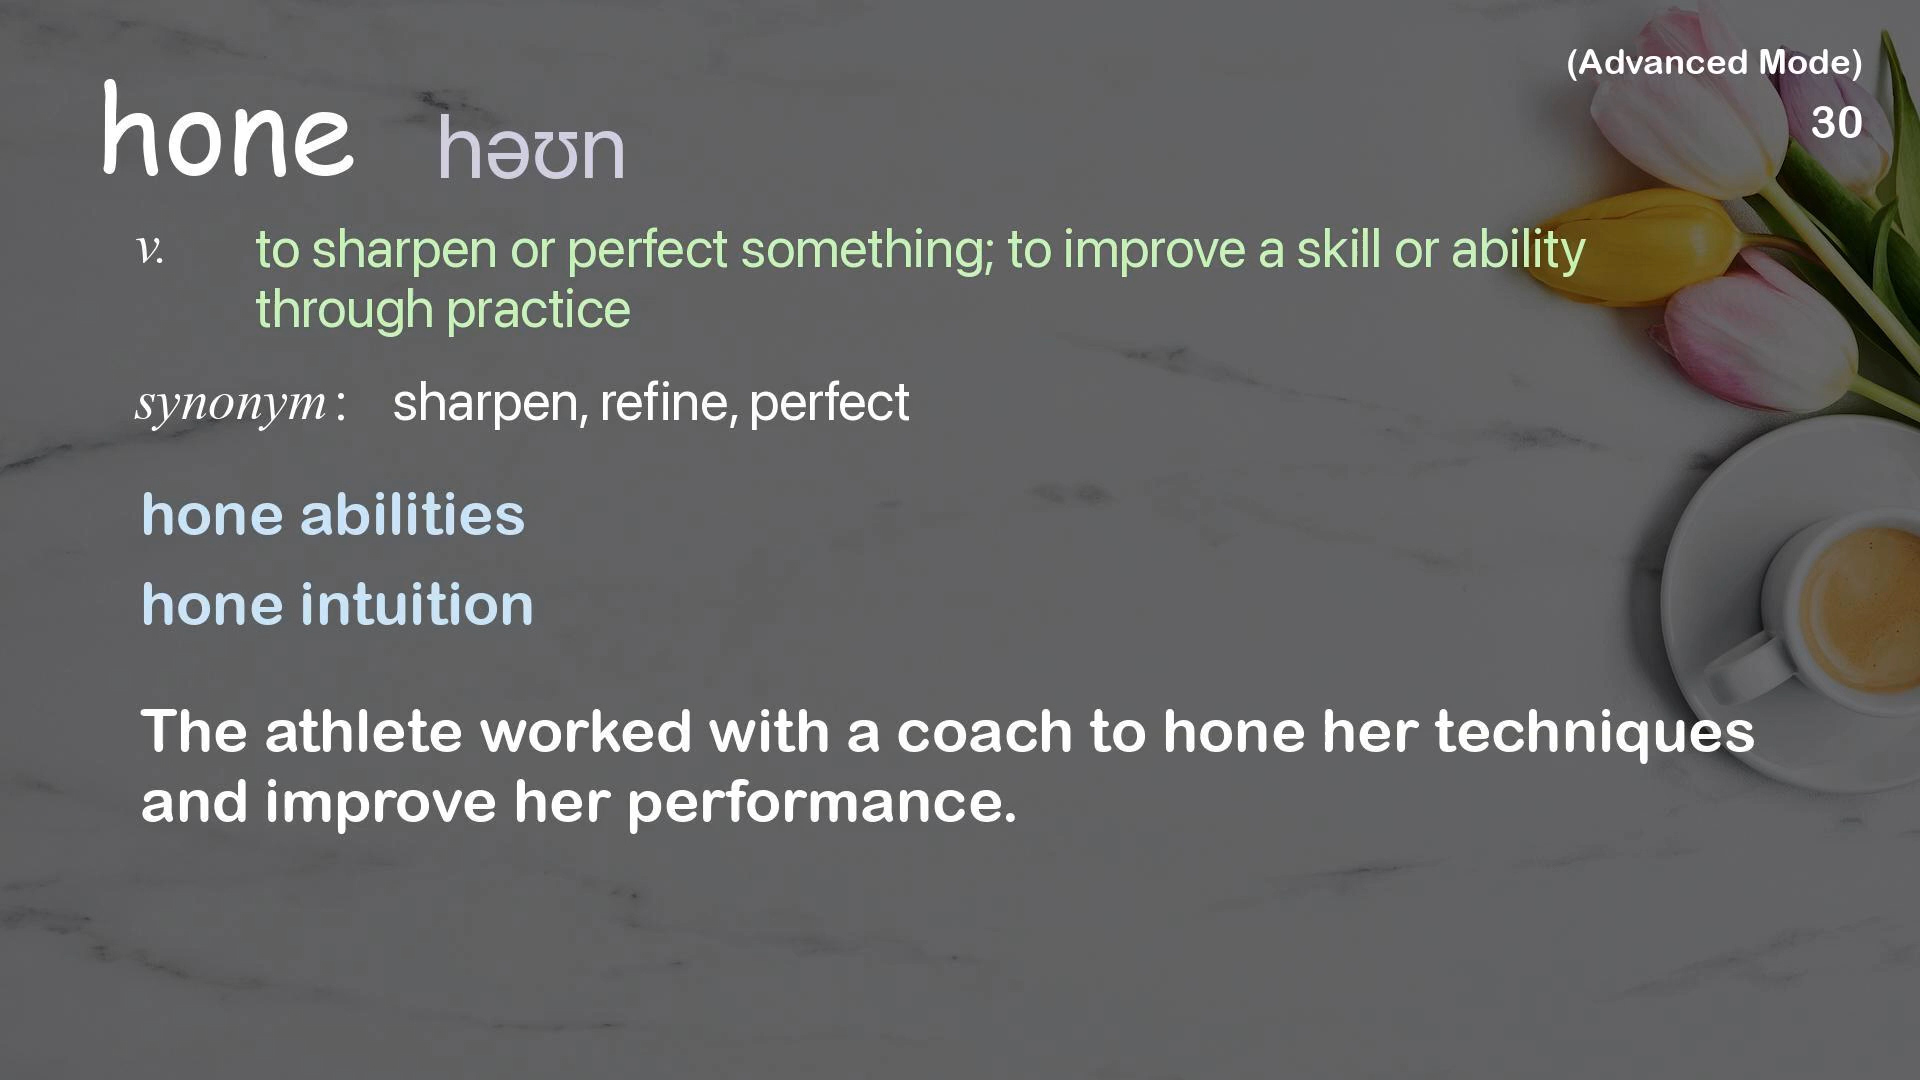 (Advanced Mode)
hone həʊn
30
v. to sharpen or perfect something; to improve a skill or ability
through practice
synonym : sharpen, refine, perfect
hone abilities
hone intuition
The athlete worked with a coach to hone her techniques
and improve her performance.